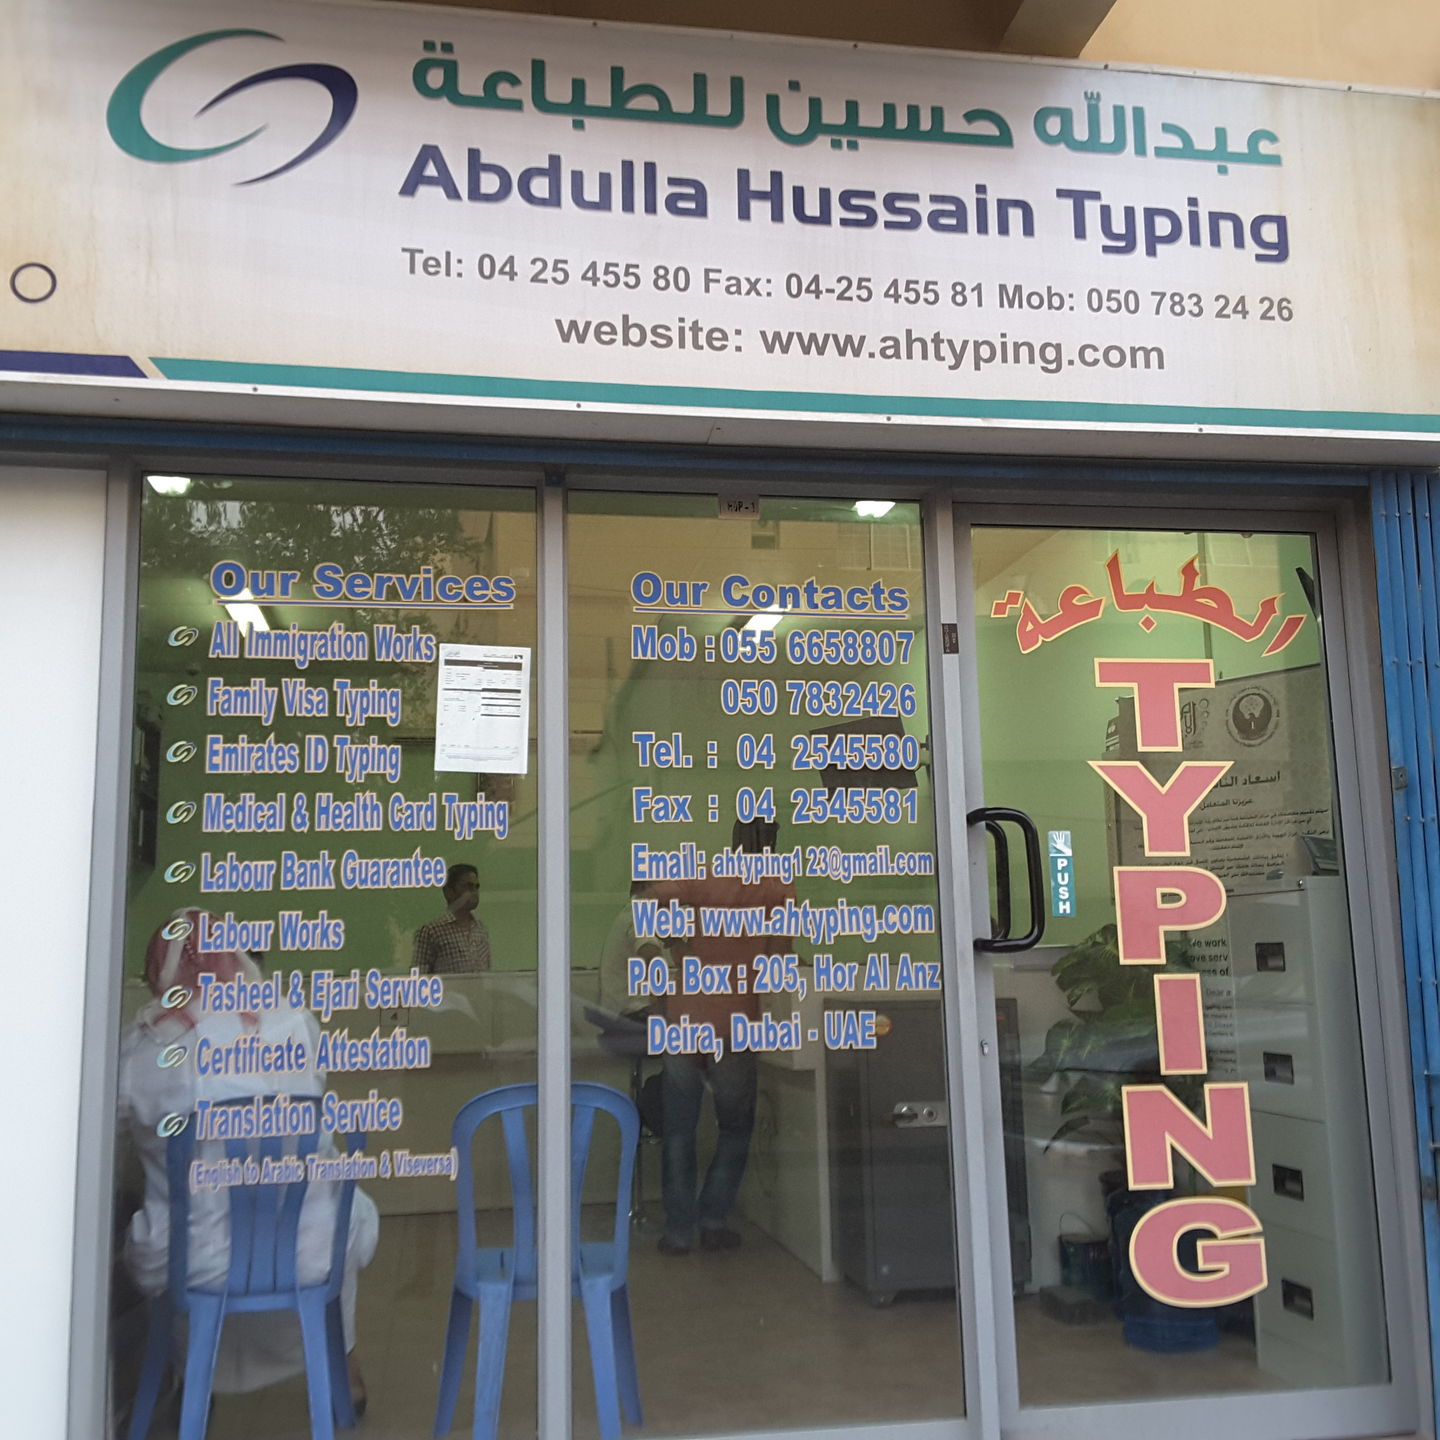 عبدالله حسين للطباعة
Abdulla Hussain Typing
Tel: 04 25 455 80 Fax: 04-25 455 81 Mob: 050 783 24 26
website: www.ahtyping.com
Our Services
All Immigration Works
Family Visa Typing
Emirates ID Typing
Medical & Health Card Typing
Labour Bank Guarantee
Labour Works
Tasheel & Ejari Service
Certificate Attestation
Translation Service
(English to Arabic Translation & Viseversa)
Our Contacts
Mob : 055 6658807
050 7832426
Tel. : 04 2545580
Fax : 04 2545581
Email: ahtyping123@gmail.com
Web: www.ahtyping.com
P.O. Box : 205, Hor Al Anz
Deira, Dubai - UAE
الطباعة
TYPING
PUSH